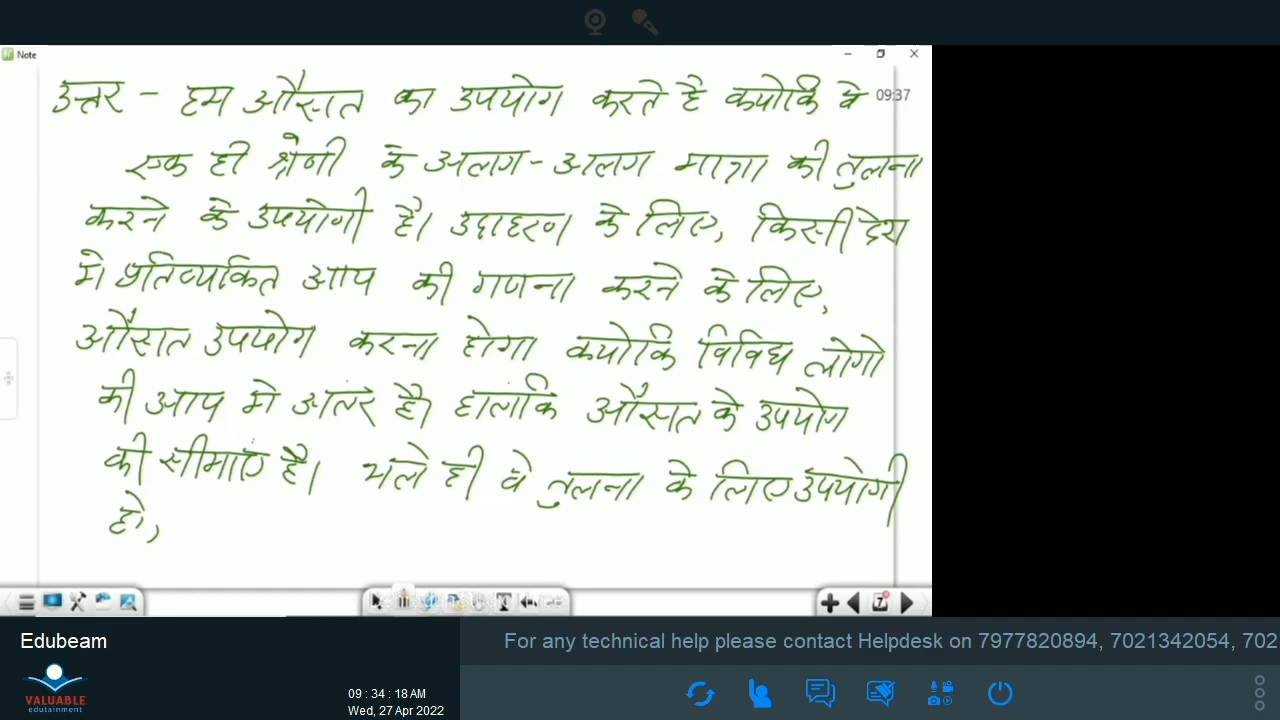 Note
उत्तर - हम औसत का उपयोग करते है क्योकि वे
09:37
एक ही श्रेणी के अलग-अलग मात्रा की तुलना
करने के उपयोगी है। उदाहरण के लिए, किसी देश
मे प्रतिव्यकित आय की गणना करने के लिए,
औसत उपयोग करना होगा क्योकि विविध लोगो
की आय मे अंतर है। हालांकि औसत के उपयोग
की सीमाएं है। भले ही वे तुलना के लिए उपयोगी
हो,
7
Edubeam
For any technical help please contact Helpdesk on 7977820894, 7021342054, 702
VALUABLE
edutainment
09 : 34 : 18 AM
Wed, 27 Apr 2022